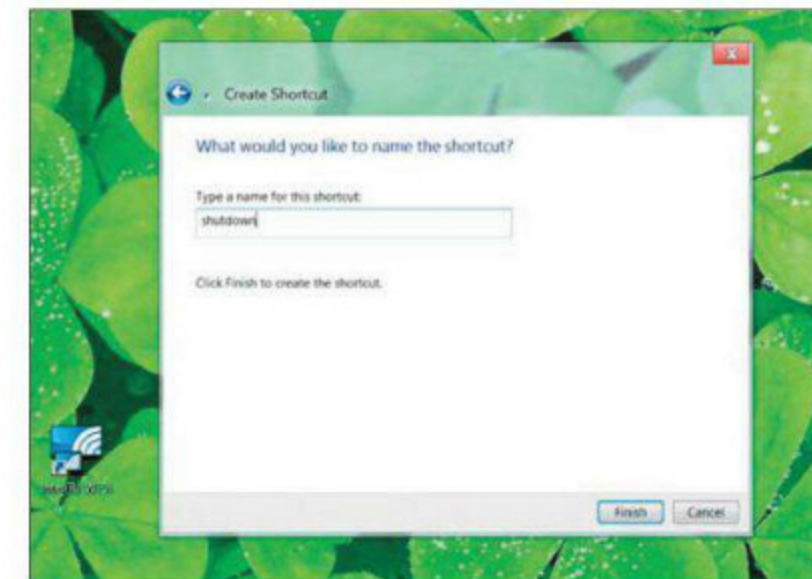 Create Shortcut
What would you like to name the shortcut?
Type a name for this shortcut:
shutdown
Click Finish to create the shortcut.
Finish
Cancel